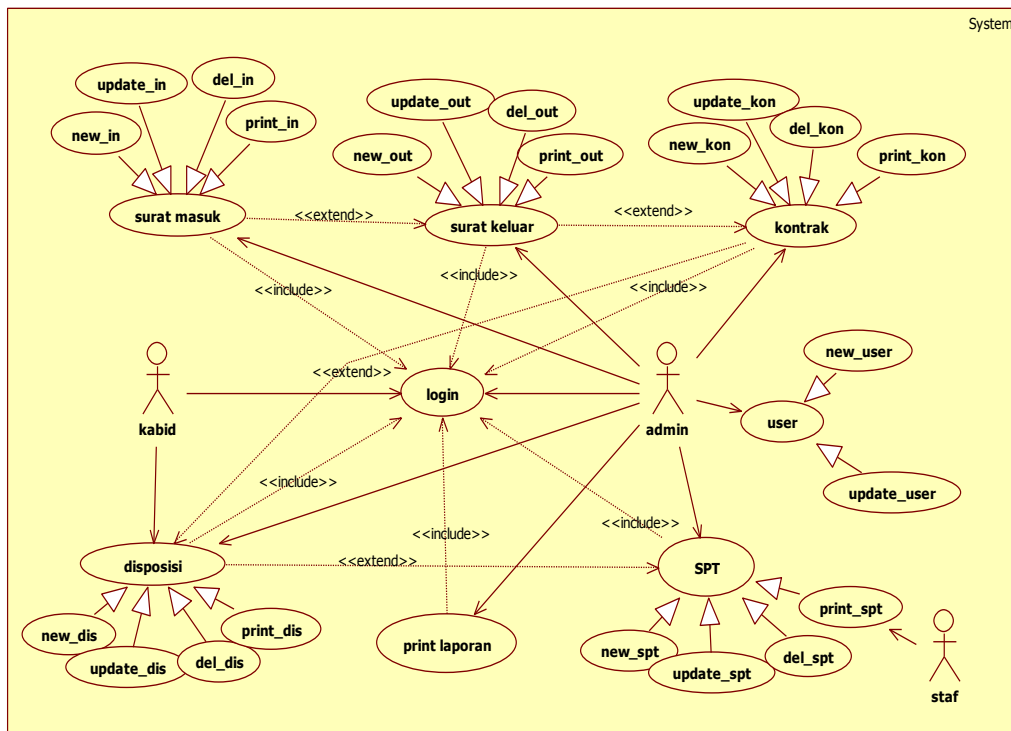 System
update_in
del_in
new_in
print_in
update_out
del_out
new_out
print_out
update_kon
del_kon
new_kon
print_kon
surat masuk
<<extend>>
surat keluar
<<extend>>
kontrak
<<include>>
<<include>>
<<include>>
<<extend>>
kabid
login
admin
new_user
user
update_user
<<include>>
<<include>>
<<include>>
disposisi
<<extend>>
SPT
new_dis
print_dis
update_dis
del_dis
print laporan
new_spt
update_spt
del_spt
print_spt
staf